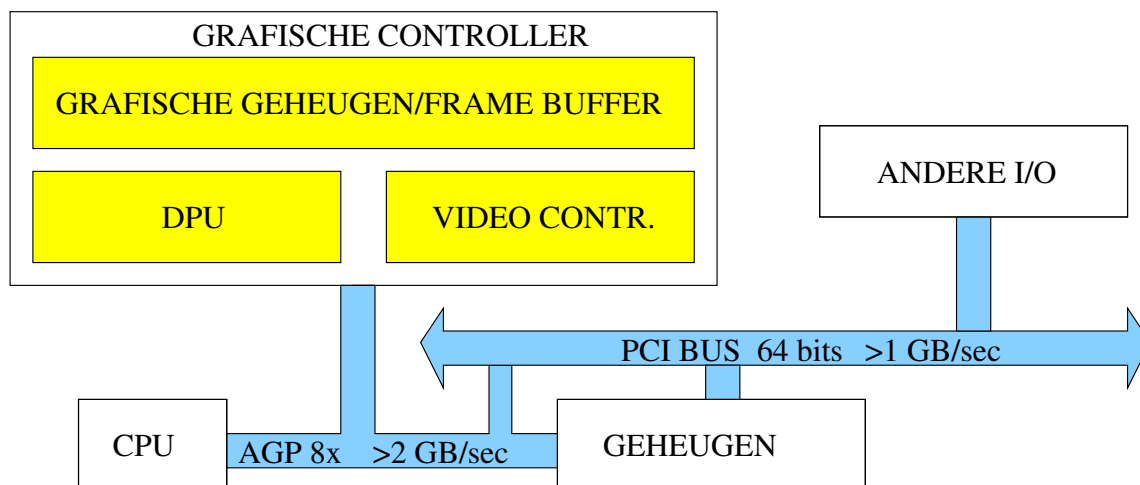 GRAFISCHE CONTROLLER
GRAFISCHE GEHEUGEN/FRAME BUFFER
DPU
VIDEO CONTR.
ANDERE I/O
PCI BUS 64 bits >1 GB/sec
CPU
AGP 8x >2 GB/sec
GEHEUGEN